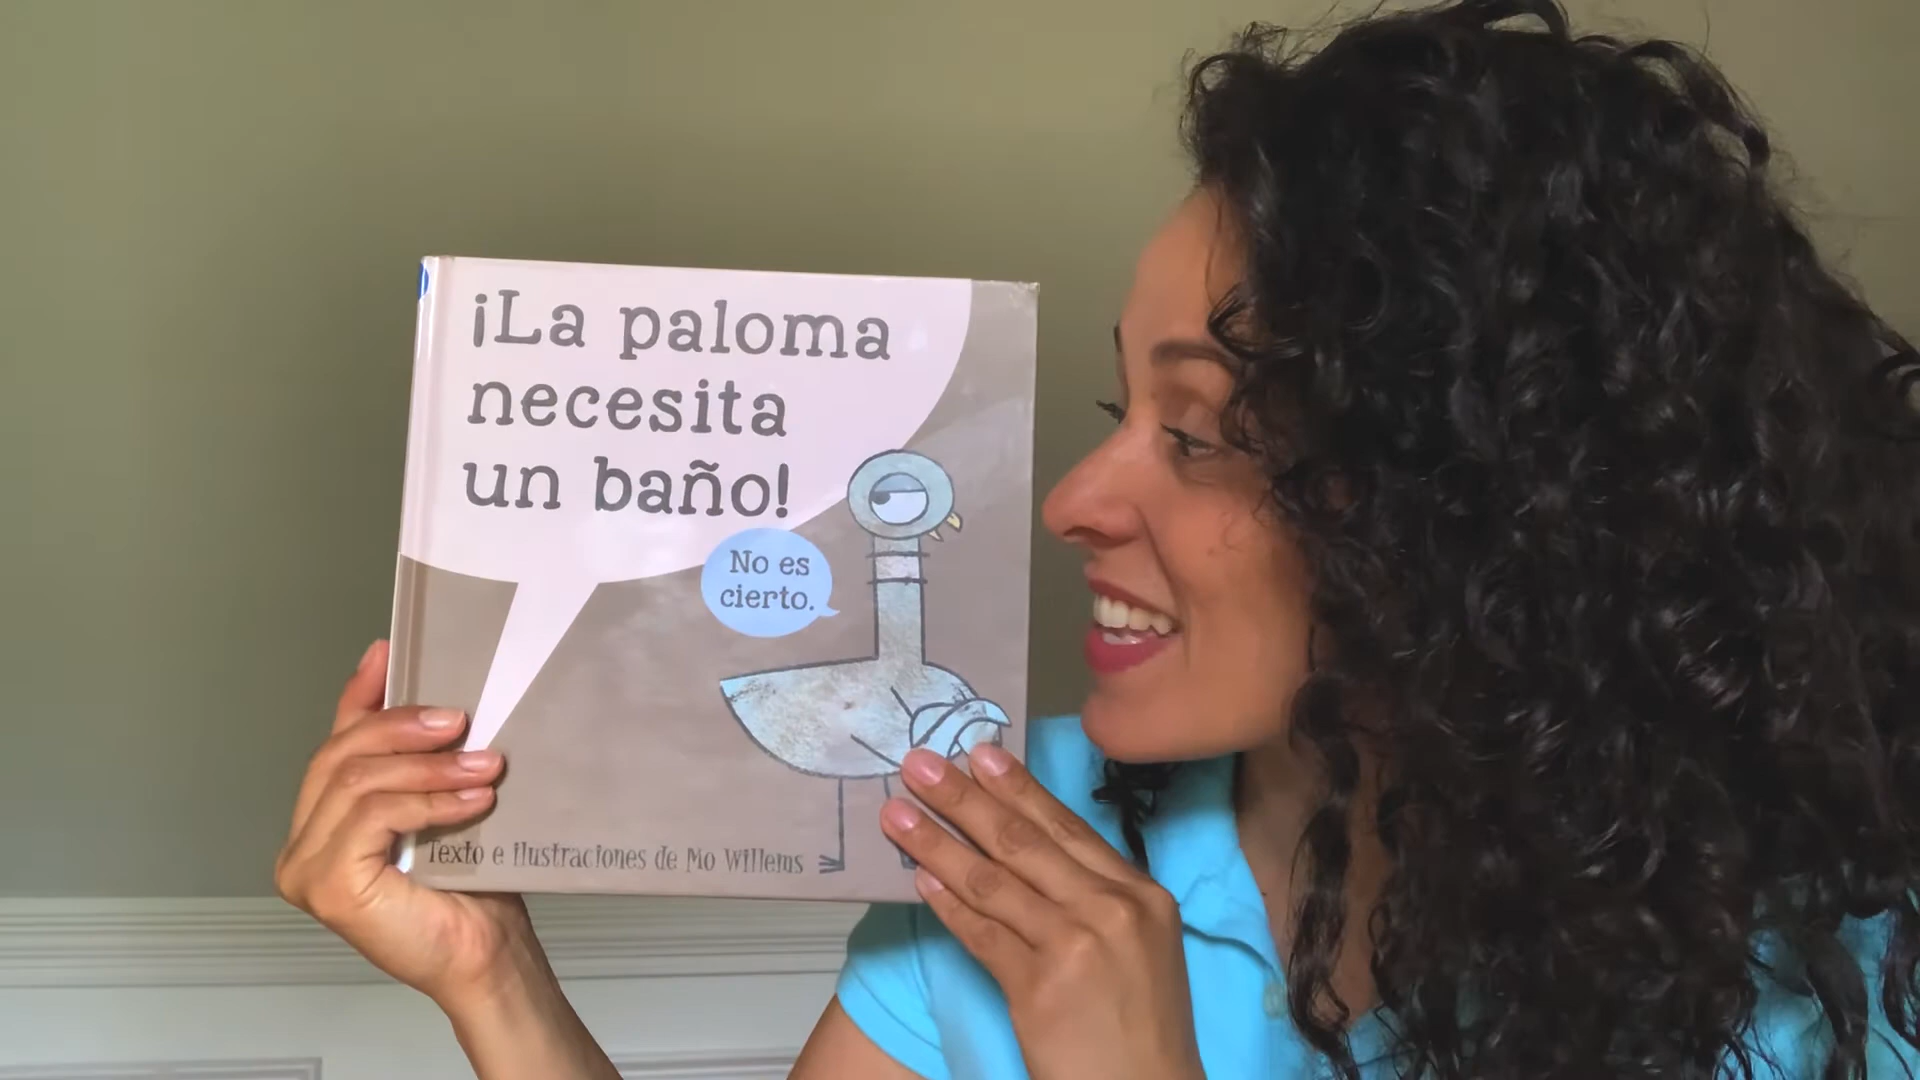 ¡La paloma
necesita
un baño!
No es
cierto.
Texto e ilustraciones de Mo Willems